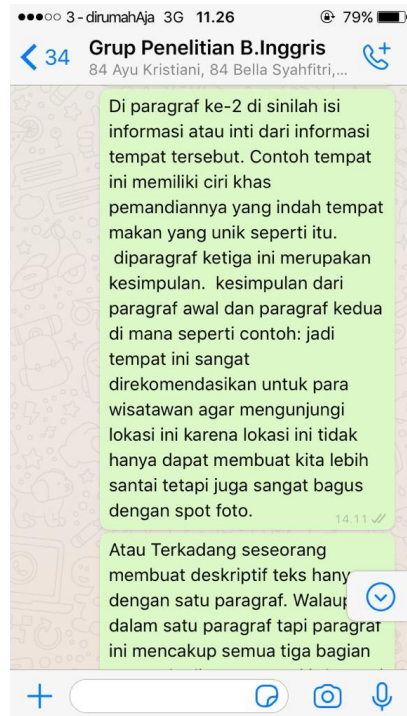 3-dirumahAja 3G 11.26 79%
34 Grup Penelitian B.Inggris
84 Ayu Kristiani, 84 Bella Syahfitri,...
Di paragraf ke-2 di sinilah isi
informasi atau inti dari informasi
tempat tersebut. Contoh tempat
ini memiliki ciri khas
pemandiannya yang indah tempat
makan yang unik seperti itu.
diparagraf ketiga ini merupakan
kesimpulan. kesimpulan dari
paragraf awal dan paragraf kedua
di mana seperti contoh: jadi
tempat ini sangat
direkomendasikan untuk para
wisatawan agar mengunjungi
lokasi ini karena lokasi ini tidak
hanya dapat membuat kita lebih
santai tetapi juga sangat bagus
dengan spot foto.
14.11
Atau Terkadang seseorang
membuat deskriptif teks
dengan satu paragraf.
dalam satu paragraf tapi paragraf
ini mencakup semua tiga bagian